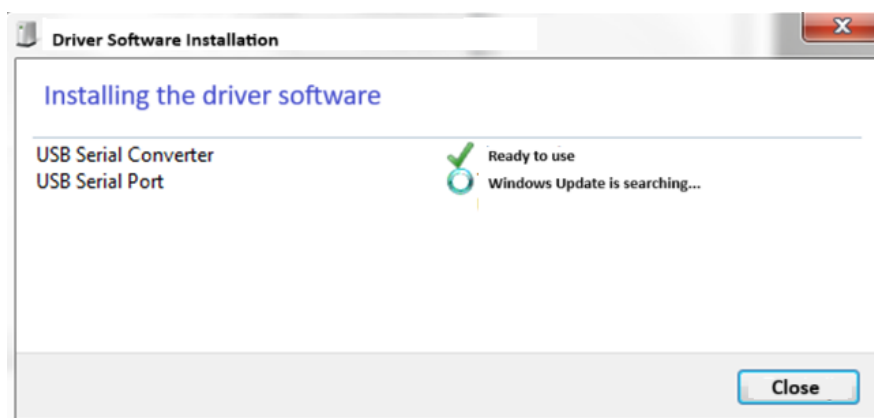 Driver Software Installation
Installing the driver software
USB Serial Converter Ready to use
USB Serial Port Windows Update is searching...
Close